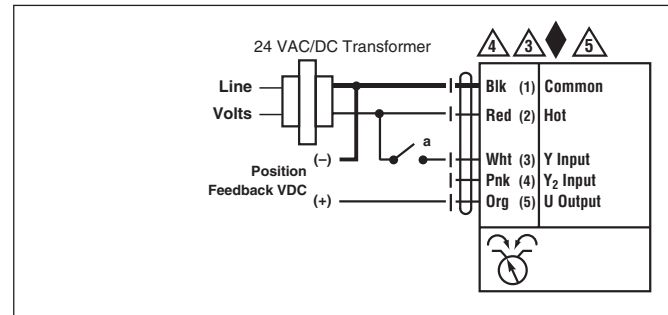 24 VAC/DC Transformer
4 3 5
Line
Volts
Blk (1) Common
Red (2) Hot
a
Wht (3) Y Input
(–)
Position
Feedback VDC
Pnk (4) Y₂ Input
(+)
Org (5) U Output